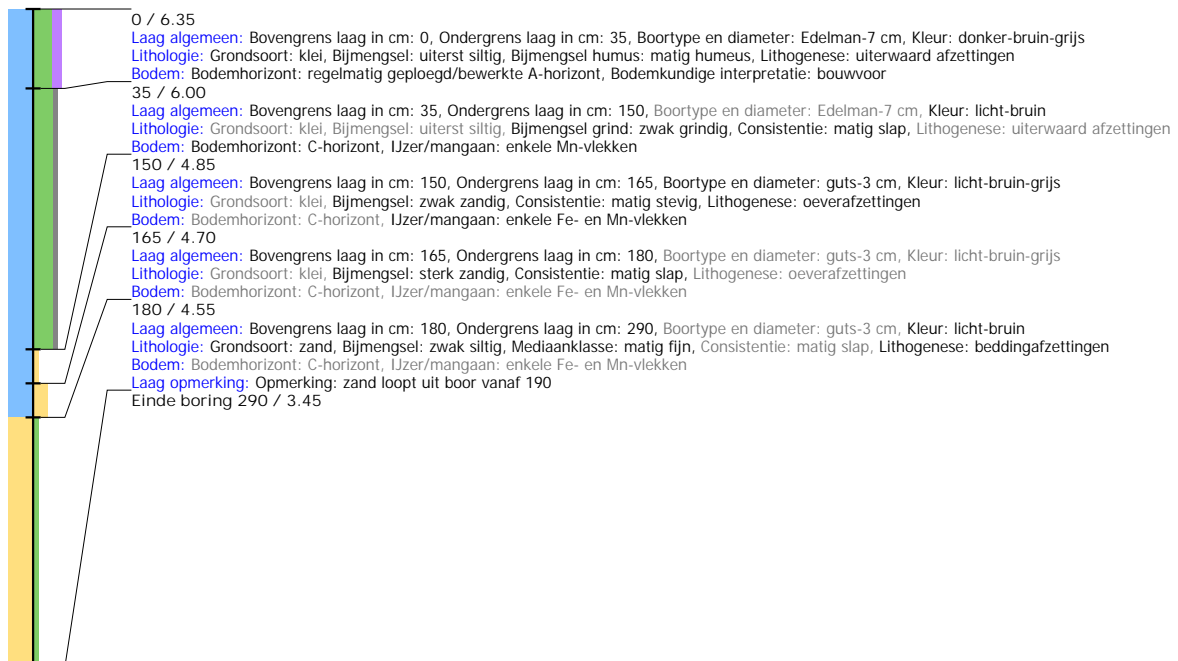 0 / 6.35
Laag algemeen: Bovengrens laag in cm: 0, Ondergrens laag in cm: 35, Boortype en diameter: Edelman-7 cm, Kleur: donker-bruin-grijs
Lithologie: Grondsoort: klei, Bijmengsel: uiterst siltig, Bijmengsel humus: matig humeus, Lithogenese: uiterwaard afzettingen
Bodem: Bodemhorizont: regelmatig geploegd/bewerkte A-horizont, Bodemkundige interpretatie: bouwvoor
35 / 6.00
Laag algemeen: Bovengrens laag in cm: 35, Ondergrens laag in cm: 150, Boortype en diameter: Edelman-7 cm, Kleur: licht-bruin
Lithologie: Grondsoort: klei, Bijmengsel: uiterst siltig, Bijmengsel grind: zwak grindig, Consistentie: matig slap, Lithogenese: uiterwaard afzettingen
Bodem: Bodemhorizont: C-horizont, IJzer/mangaan: enkele Mn-vlekken
150 / 4.85
Laag algemeen: Bovengrens laag in cm: 150, Ondergrens laag in cm: 165, Boortype en diameter: guts-3 cm, Kleur: licht-bruin-grijs
Lithologie: Grondsoort: klei, Bijmengsel: zwak zandig, Consistentie: matig stevig, Lithogenese: oeverafzettingen
Bodem: Bodemhorizont: C-horizont, IJzer/mangaan: enkele Fe- en Mn-vlekken
165 / 4.70
Laag algemeen: Bovengrens laag in cm: 165, Ondergrens laag in cm: 180, Boortype en diameter: guts-3 cm, Kleur: licht-bruin-grijs
Lithologie: Grondsoort: klei, Bijmengsel: sterk zandig, Consistentie: matig slap, Lithogenese: oeverafzettingen
Bodem: Bodemhorizont: C-horizont, IJzer/mangaan: enkele Fe- en Mn-vlekken
180 / 4.55
Laag algemeen: Bovengrens laag in cm: 180, Ondergrens laag in cm: 290, Boortype en diameter: guts-3 cm, Kleur: licht-bruin
Lithologie: Grondsoort: zand, Bijmengsel: zwak siltig, Mediaanklasse: matig fijn, Consistentie: matig slap, Lithogenese: beddingafzettingen
Bodem: Bodemhorizont: C-horizont, IJzer/mangaan: enkele Fe- en Mn-vlekken
Laag opmerking: Opmerking: zand loopt uit boor vanaf 190
Einde boring 290 / 3.45